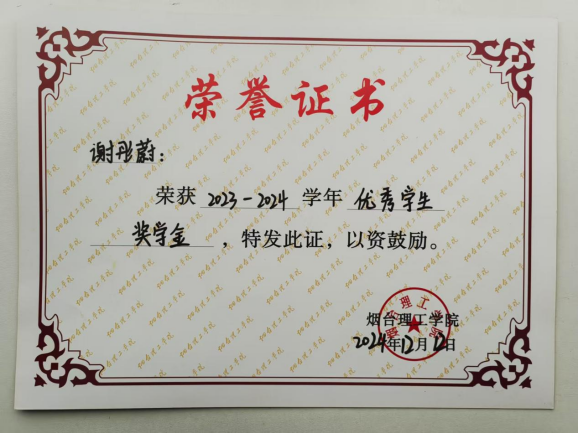 荣誉证书
谢彤蔚：
荣获 2023-2024 学年 优秀学生
奖学金 ，特发此证，以资鼓励。
烟台理工学院
2024年12月12日